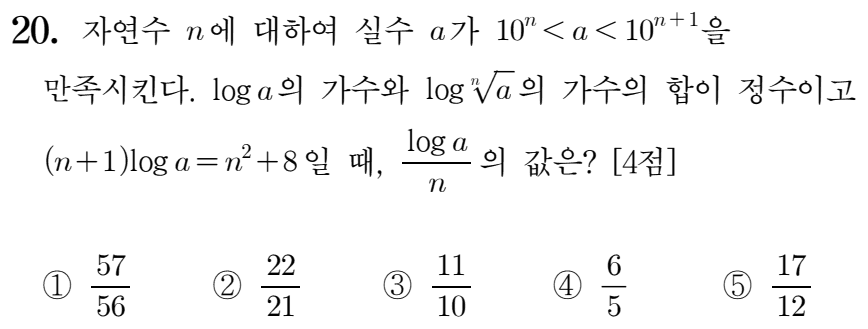 20. 자연수 n에 대하여 실수 a가 10ⁿ < a < 10ⁿ⁺¹을
만족시킨다. log a의 가수와 log ⁿ√a의 가수의 합이 정수이고
(n+1)log a = n²+8일 때, (log a)/n의 값은? [4점]
① 57/56 ② 22/21 ③ 11/10 ④ 6/5 ⑤ 17/12